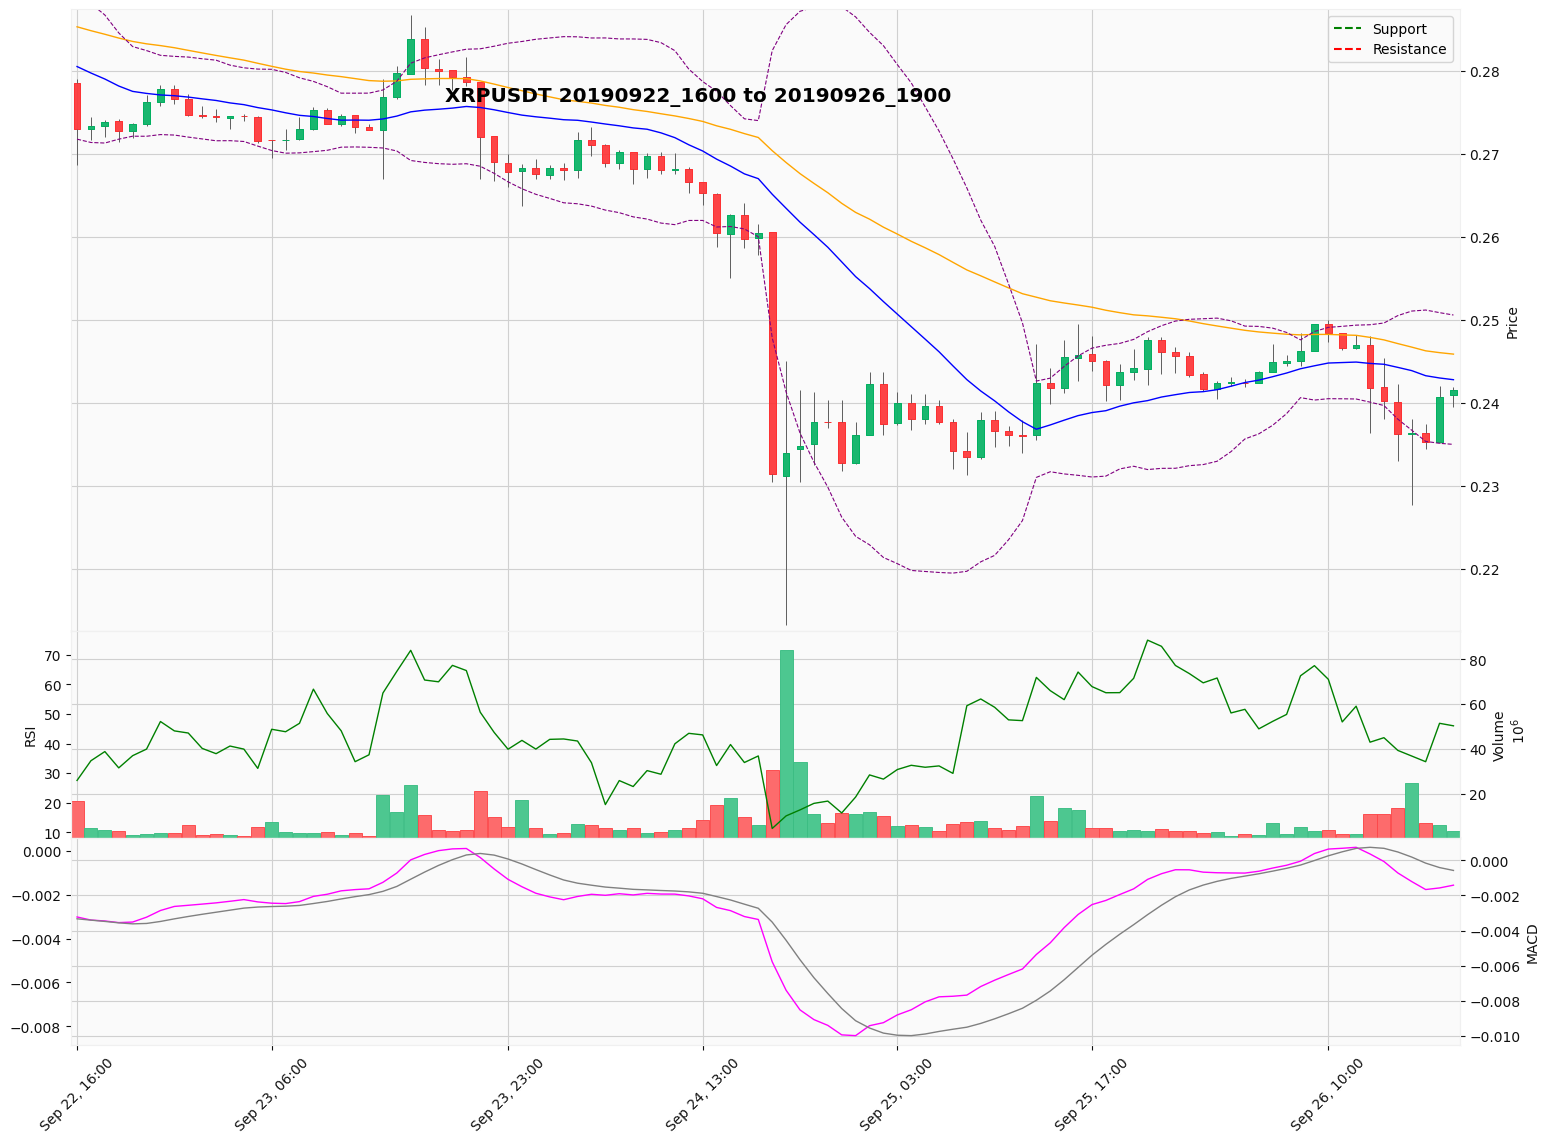 XRPUSDT 20190922_1600 to 20190926_1900
Support
Resistance
0.28
0.27
0.26
0.25
0.24
0.23
0.22
Price
70
60
50
40
30
20
10
RSI
80
60
40
20
Volume
10^6
0.000
−0.002
−0.004
−0.006
−0.008
0.000
−0.002
−0.004
−0.006
−0.008
−0.010
MACD
Sep 22, 16:00
Sep 23, 06:00
Sep 23, 23:00
Sep 24, 13:00
Sep 25, 03:00
Sep 25, 17:00
Sep 26, 10:00